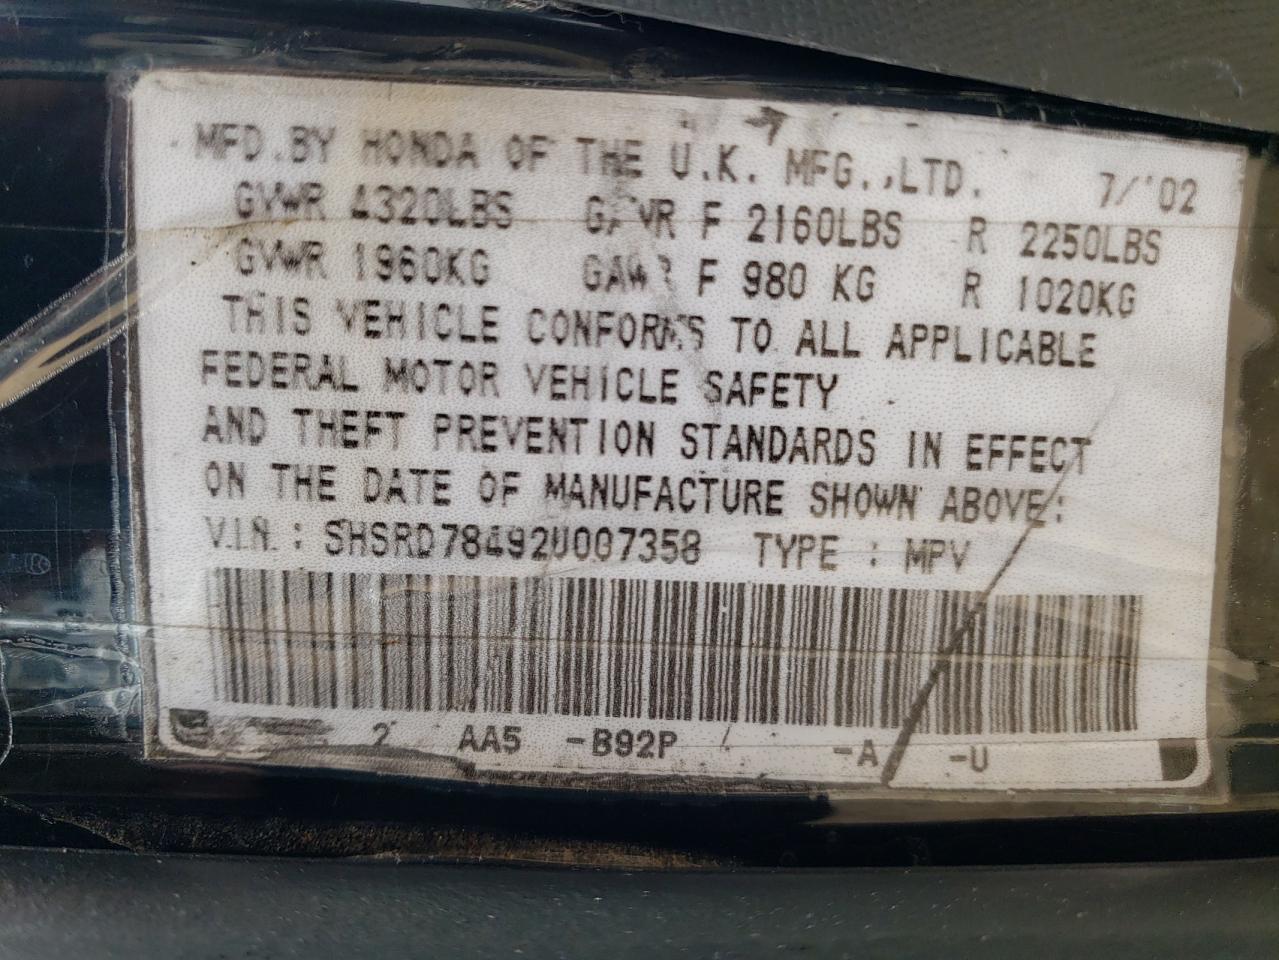 MFD.BY HONDA OF THE U.K. MFG.,LTD. 7/'02
GVWR 4320LBS GAWR F 2160LBS R 2250LBS
GVWR 1960KG GAWR F 980 KG R 1020KG
THIS VEHICLE CONFORMS TO ALL APPLICABLE
FEDERAL MOTOR VEHICLE SAFETY
AND THEFT PREVENTION STANDARDS IN EFFECT
ON THE DATE OF MANUFACTURE SHOWN ABOVE:
V.I.N.: SHSRD78492U007358 TYPE : MPV
2 AA5 -B92P -A -U